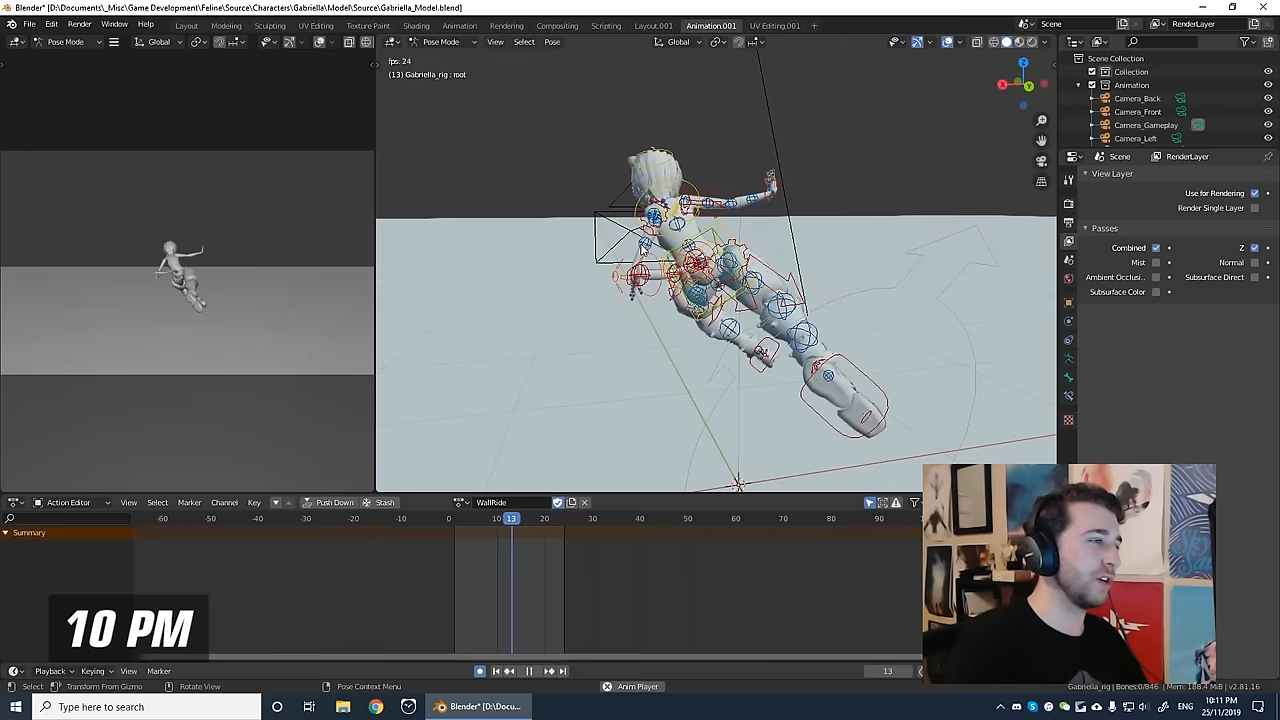 Blender* [D:\Documents\_Misc\Game Development\Feline\Source\Characters\Gabriella\Model\Source\Gabriella_Model.blend]
File Edit Render Window Help Layout Modeling Sculpting UV Editing Texture Paint Shading Animation Rendering Compositing Scripting Layout.001 Animation.001 UV Editing.001 + Scene RenderLayer
Pose Mode Global Pose Mode View Select Pose Global
fps: 24
(13) Gabriella_rig : root
Z
X
Y
Scene Collection
Collection
Animation
Camera_Back
Camera_Front
Camera_Gameplay
Camera_Left
Scene RenderLayer
View Layer
Use for Rendering
Render Single Layer
Passes
Combined Z
Mist Normal
Ambient Occlusi.. Subsurface Direct
Subsurface Color
Action Editor View Select Marker Channel Key Push Down Stash WallRide
-60 -50 -40 -30 -20 -10 0 10 13 20 30 40 50 60 70 80 90
Summary
10 PM
Playback Keying View Marker 13
Select Transform From Gizmo Rotate View Pose Context Menu Anim Player Gabriella_rig | Bones:0/846 | Mem: 188.4 MiB | v2.81.16
Type here to search Blender* [D:\Docu... 10:11 PM
25/11/2019